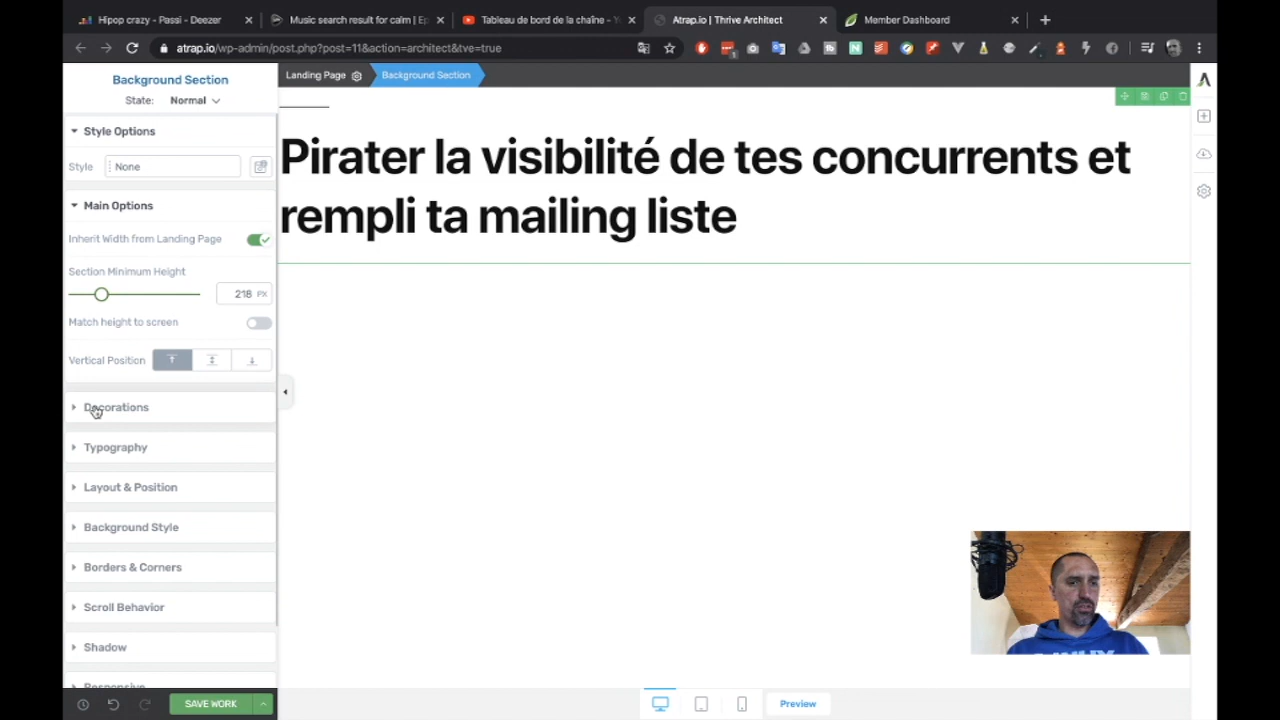 Hipop crazy - Passi - Deezer
Music search result for calm | Ep
Tableau de bord de la chaîne - Y
Atrap.io | Thrive Architect
Member Dashboard
atrap.io/wp-admin/post.php?post=11&action=architect&tve=true
Background Section
Landing Page
Background Section
State: Normal
Style Options
Style None
Main Options
Inherit Width from Landing Page
Section Minimum Height
218 PX
Match height to screen
Vertical Position
Decorations
Typography
Layout & Position
Background Style
Borders & Corners
Scroll Behavior
Shadow
Responsive
SAVE WORK
Pirater la visibilité de tes concurrents et
rempli ta mailing liste
Preview